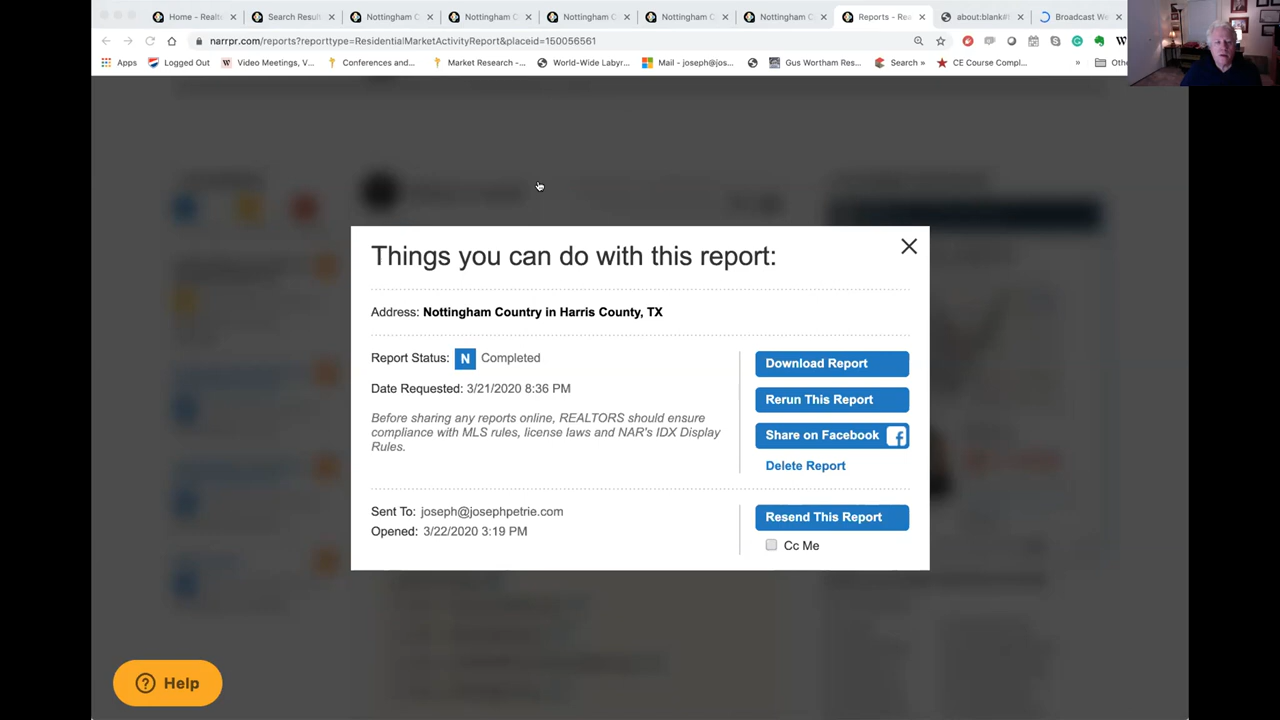 Home - Realt
Search Resul
Nottingham C
Nottingham C
Nottingham C
Nottingham C
Nottingham C
Reports - Rea
about:blank#
Broadcast We
narrpr.com/reports?reporttype=ResidentialMarketActivityReport&placeid=150056561
Apps
Logged Out
Video Meetings, V...
Conferences and...
Market Research -...
World-Wide Labyr...
Mail - joseph@jos...
Gus Wortham Res...
Search »
CE Course Compl...
»
Oth
Things you can do with this report:
Address: Nottingham Country in Harris County, TX
Report Status: N Completed
Date Requested: 3/21/2020 8:36 PM
Before sharing any reports online, REALTORS should ensure
compliance with MLS rules, license laws and NAR's IDX Display
Rules.
Download Report
Rerun This Report
Share on Facebook f
Delete Report
Sent To: joseph@josephpetrie.com
Opened: 3/22/2020 3:19 PM
Resend This Report
Cc Me
? Help